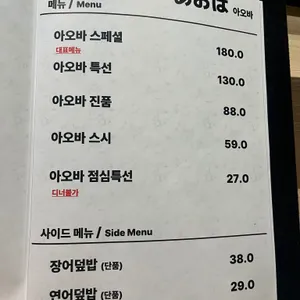 메뉴 / Menu
あおば 아오바
아오바 스페셜 180.0
대표메뉴
아오바 특선 130.0
아오바 진품 88.0
아오바 스시 59.0
아오바 점심특선 27.0
디너불가
사이드 메뉴 / Side Menu
장어덮밥 (단품) 38.0
연어덮밥 (단품) 29.0